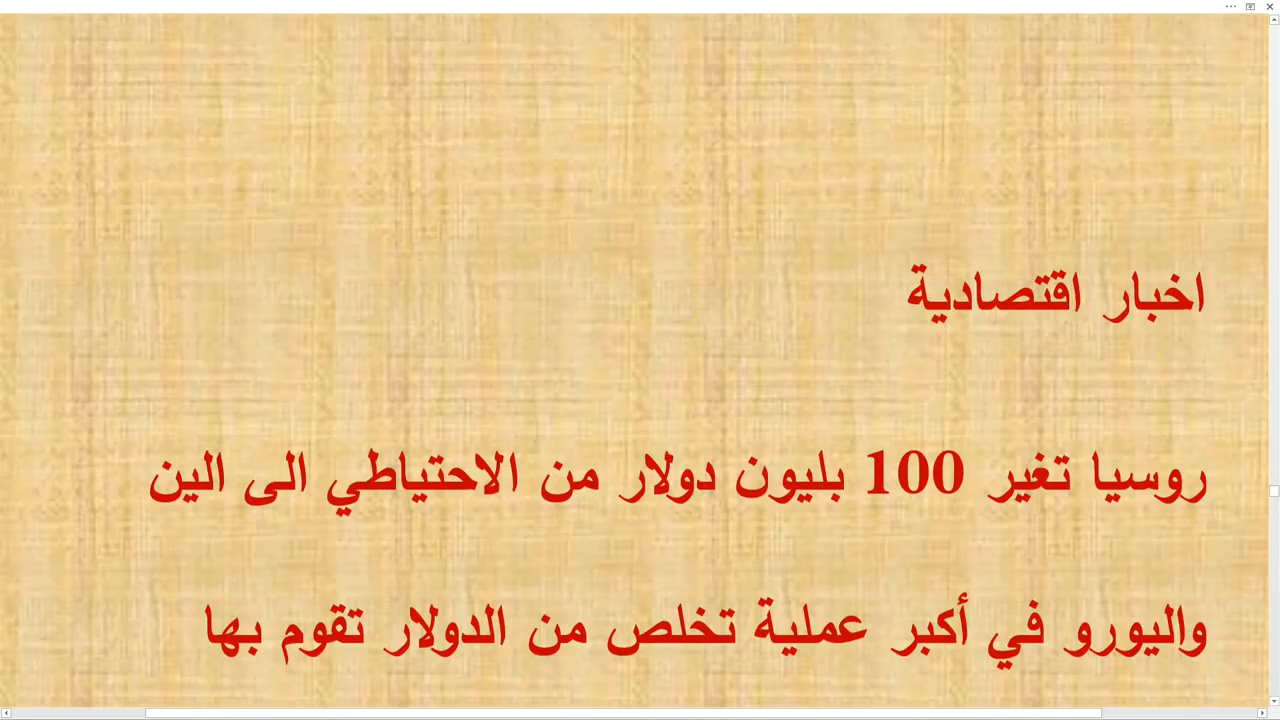 اخبار اقتصادية
روسيا تغير 100 بليون دولار من الاحتياطي الى الين
واليورو في أكبر عملية تخلص من الدولار تقوم بها